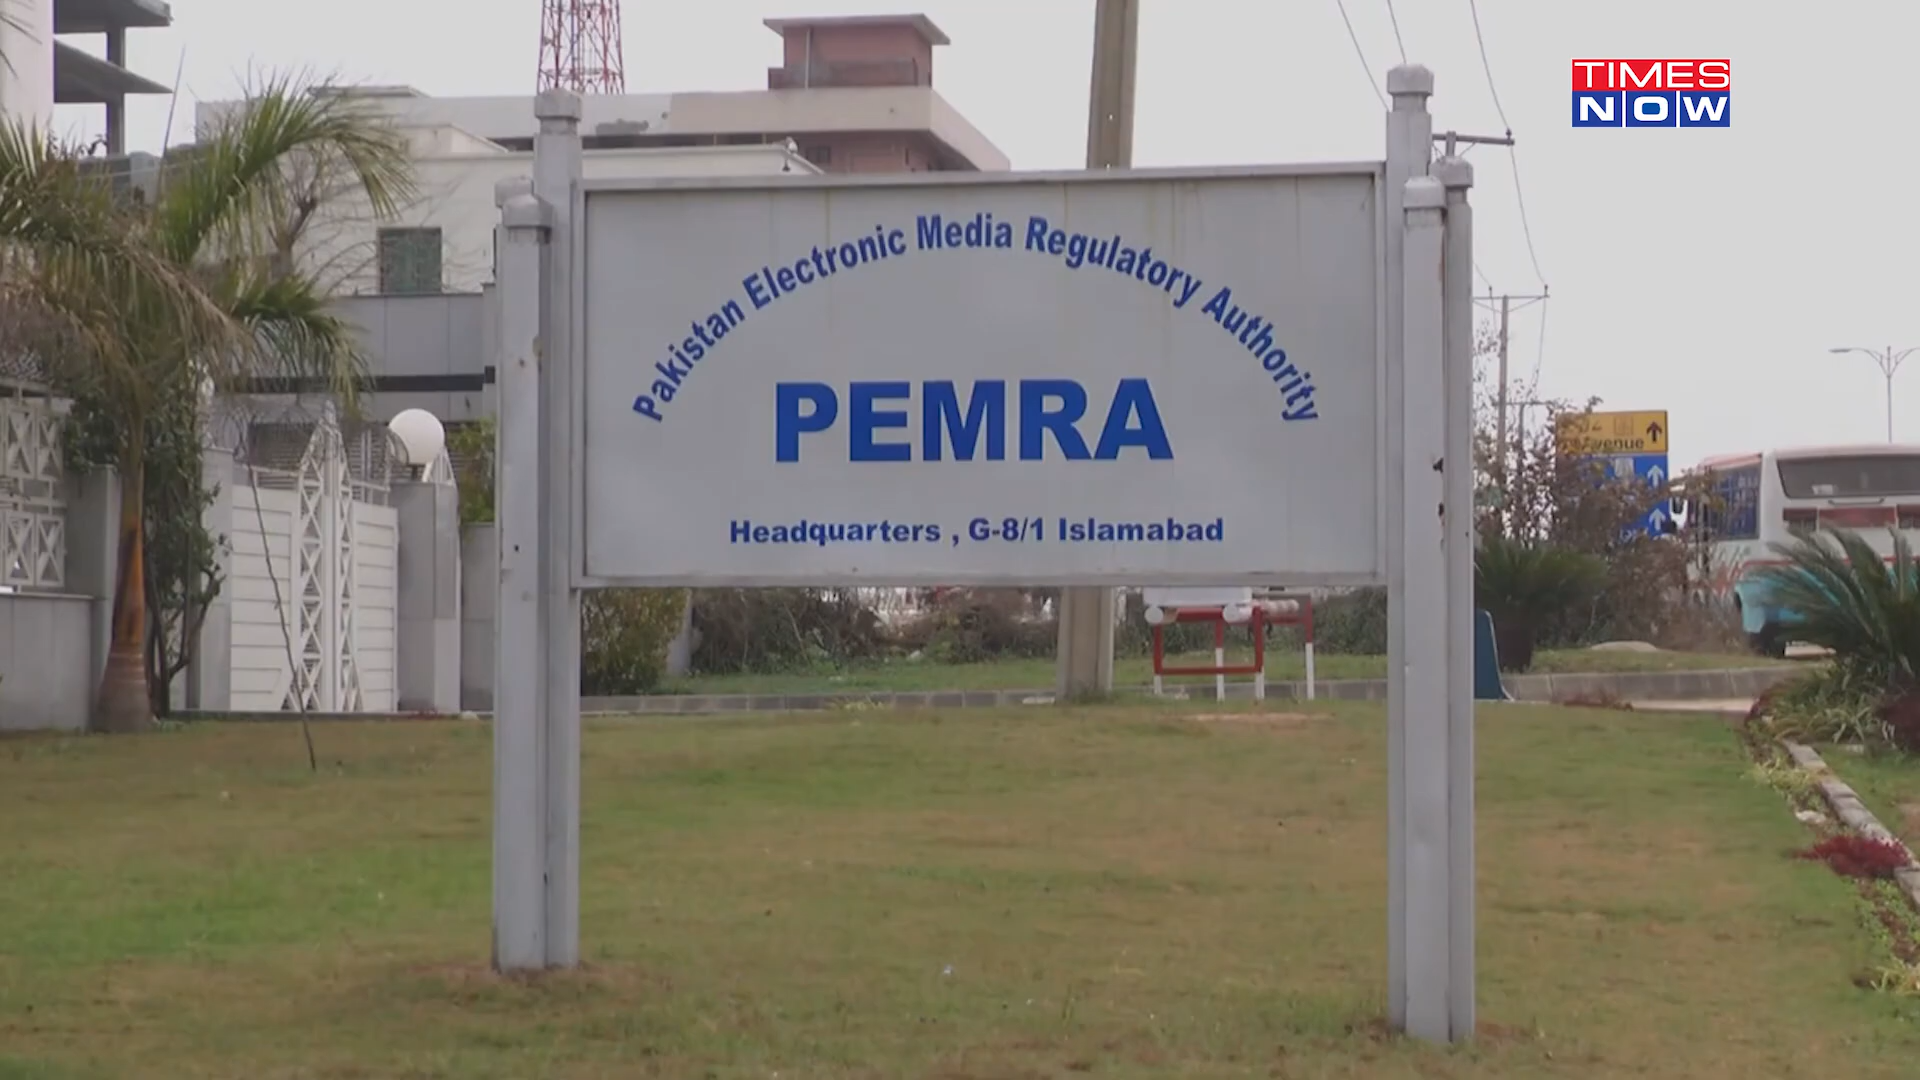 TIMES
NOW
Pakistan Electronic Media Regulatory Authority
PEMRA
Headquarters , G-8/1 Islamabad
Avenue